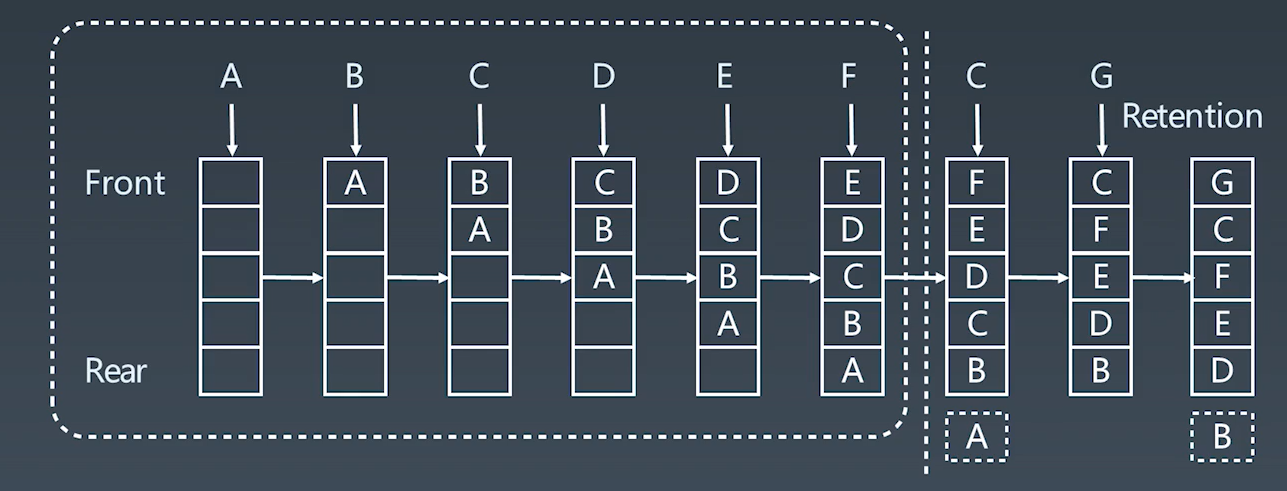 A B C D E F C G
Retention
Front A B C D E F C G
A B C D E F C
A B C D E F
A B C D E
Rear A B B D
A B